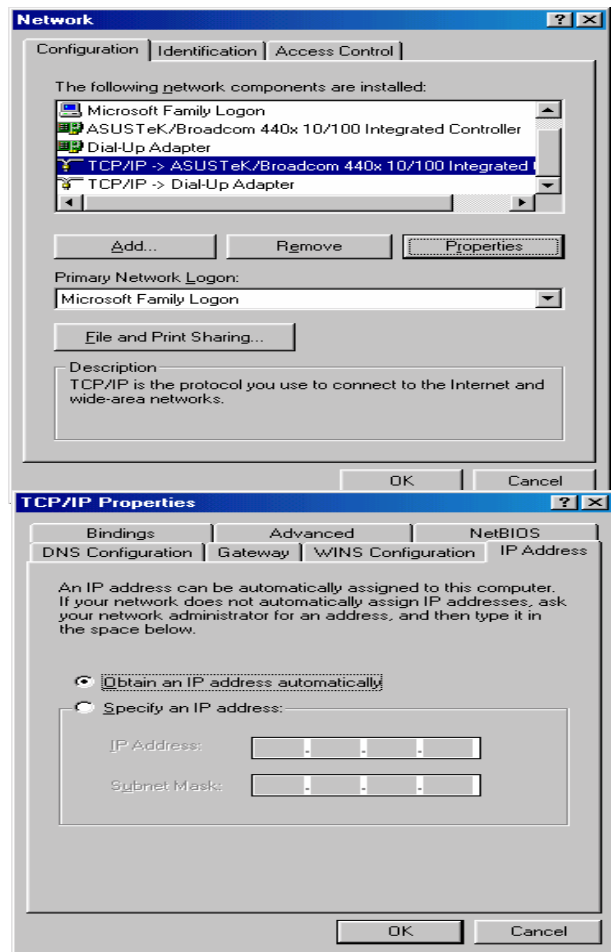 Network
Configuration Identification Access Control
The following network components are installed:
Microsoft Family Logon
ASUSTeK/Broadcom 440x 10/100 Integrated Controller
Dial-Up Adapter
TCP/IP -> ASUSTeK/Broadcom 440x 10/100 Integrated
TCP/IP -> Dial-Up Adapter
Add... Remove Properties
Primary Network Logon:
Microsoft Family Logon
File and Print Sharing...
Description
TCP/IP is the protocol you use to connect to the Internet and
wide-area networks.
OK Cancel
TCP/IP Properties
Bindings Advanced NetBIOS
DNS Configuration Gateway WINS Configuration IP Address
An IP address can be automatically assigned to this computer.
If your network does not automatically assign IP addresses, ask
your network administrator for an address, and then type it in
the space below.
Obtain an IP address automatically
Specify an IP address:
IP Address:
Subnet Mask:
OK Cancel